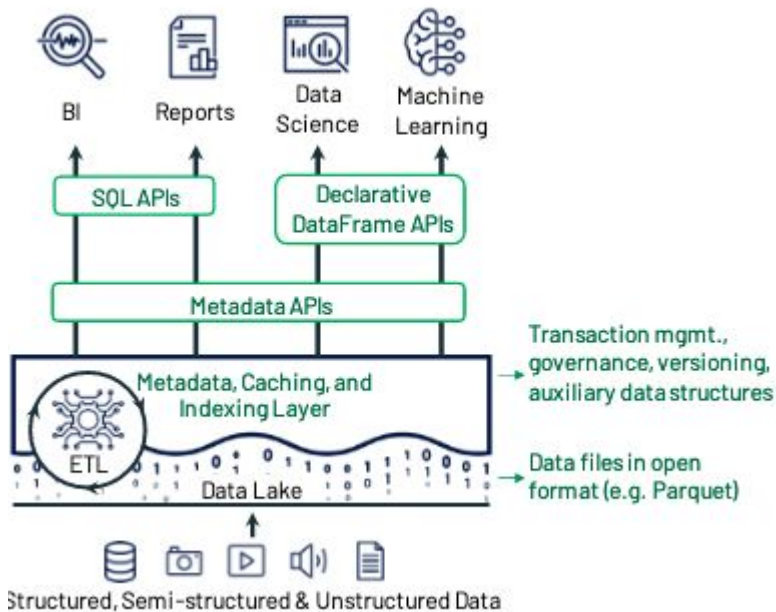 BI
Reports
Data
Science
Machine
Learning
SQL APIs
Declarative
DataFrame APIs
Metadata APIs
Metadata, Caching, and
Indexing Layer
Transaction mgmt.,
governance, versioning,
auxiliary data structures
ETL
Data Lake
Data files in open
format (e.g. Parquet)
Structured, Semi-structured & Unstructured Data